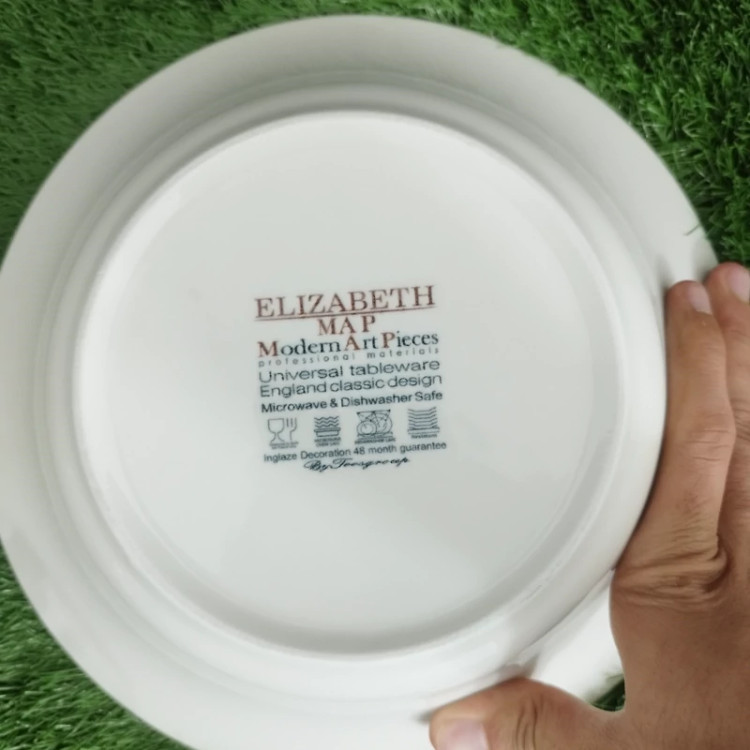 ELIZABETH
MAP
Modern Art Pieces
professional materials
Universal tableware
England classic design
Microwave & Dishwasher Safe
Inglaze Decoration 48 month guarantee